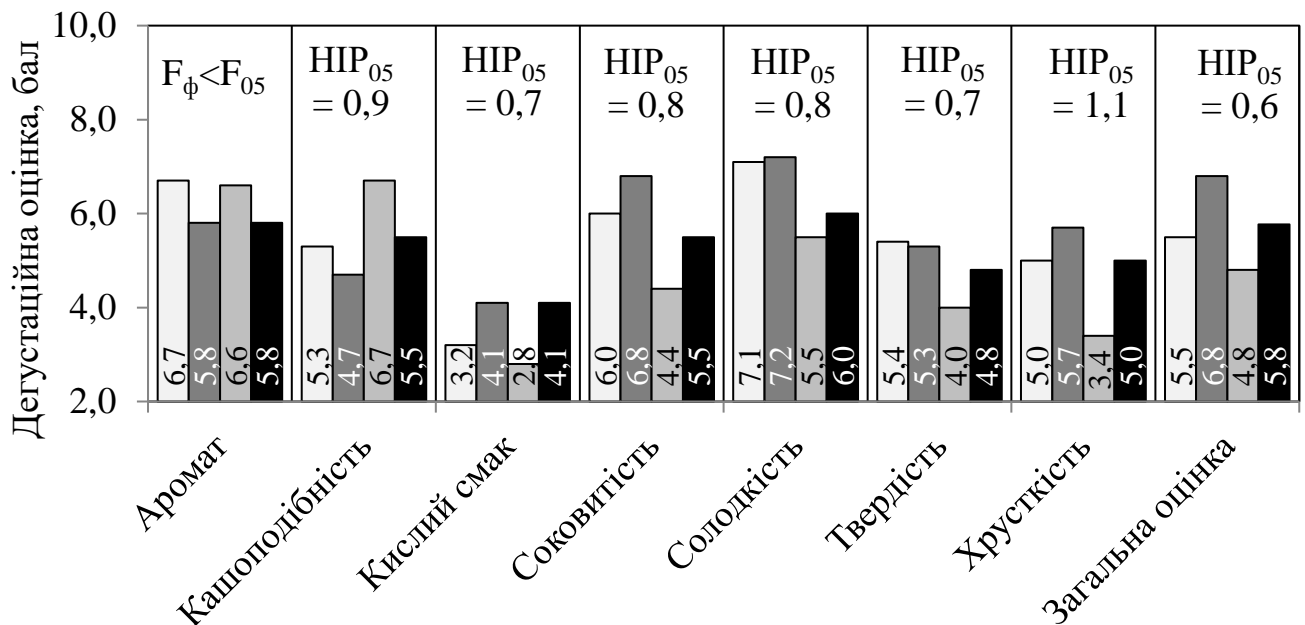 Дегустаційна оцінка, бал
10,0
8,0
6,0
4,0
2,0
Fф<F05
НІР05
= 0,9
НІР05
= 0,7
НІР05
= 0,8
НІР05
= 0,8
НІР05
= 0,7
НІР05
= 1,1
НІР05
= 0,6
6,7
5,8
6,6
5,8
5,3
4,7
6,7
5,5
3,2
4,1
2,8
4,1
6,0
6,8
4,4
5,5
7,1
7,2
5,5
6,0
5,4
5,3
4,0
4,8
5,0
5,7
3,4
5,0
5,5
6,8
4,8
5,8
Аромат
Кашоподібність
Кислий смак
Соковитість
Солодкість
Твердість
Хрусткість
Загальна оцінка